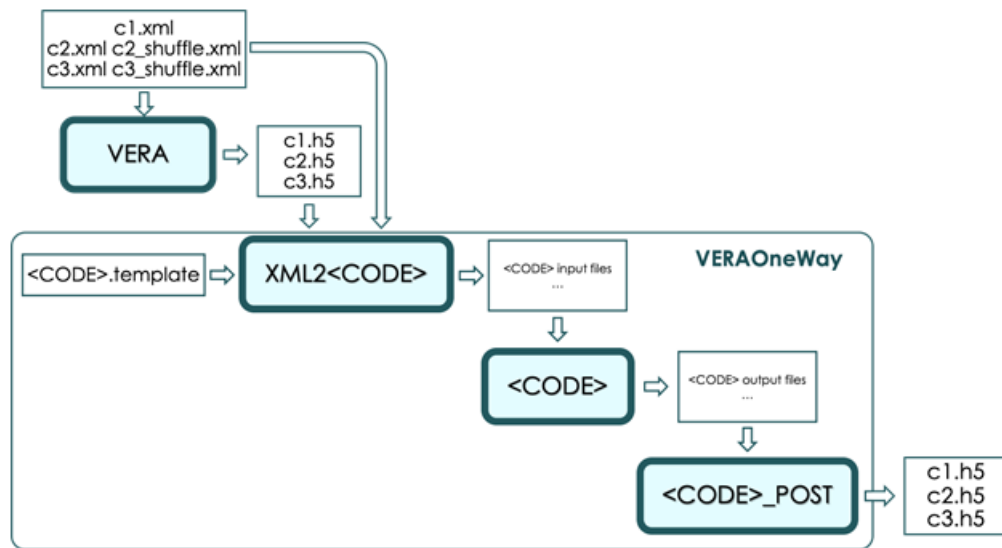 c1.xml
c2.xml c2_shuffle.xml
c3.xml c3_shuffle.xml
VERA
c1.h5
c2.h5
c3.h5
VERAOneWay
<CODE>.template
XML2<CODE>
<CODE> input files
...
<CODE>
<CODE> output files
...
<CODE>_POST
c1.h5
c2.h5
c3.h5